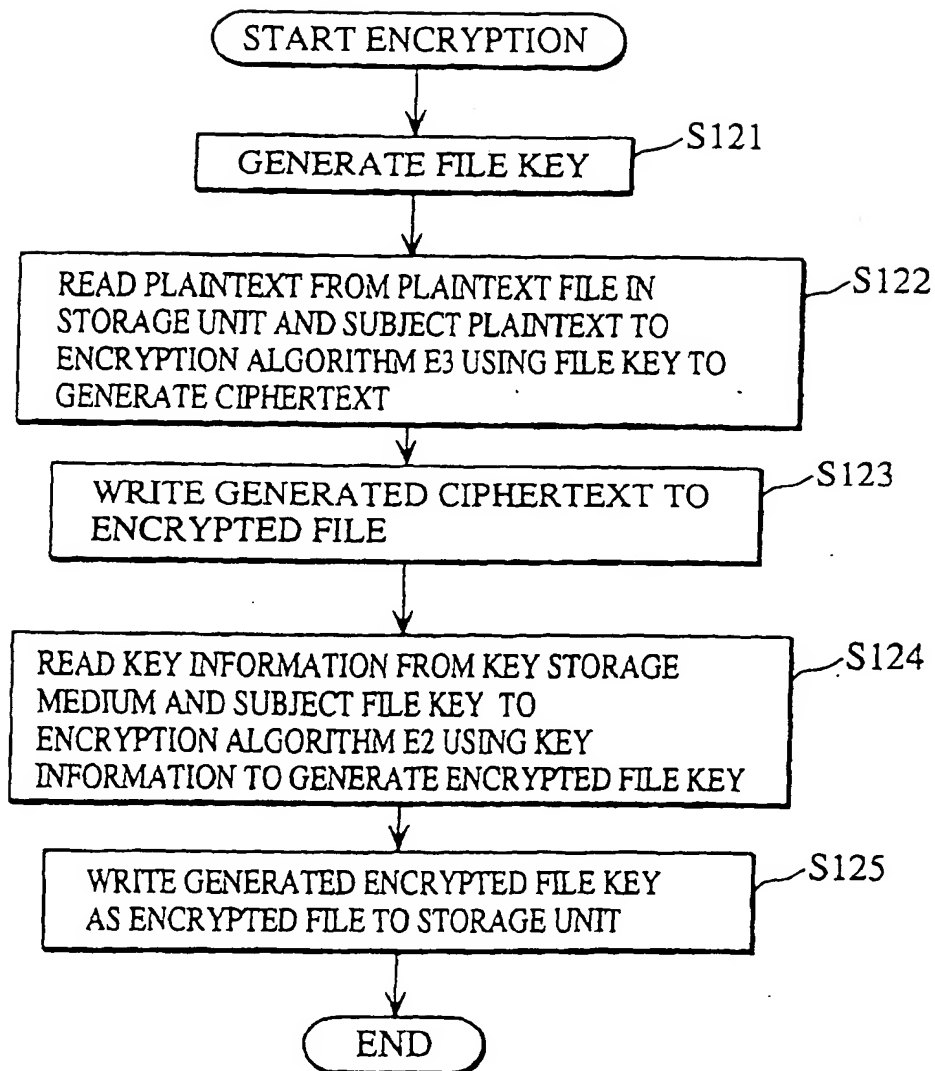 START ENCRYPTION
S121
GENERATE FILE KEY
S122
READ PLAINTEXT FROM PLAINTEXT FILE IN
STORAGE UNIT AND SUBJECT PLAINTEXT TO
ENCRYPTION ALGORITHM E3 USING FILE KEY TO
GENERATE CIPHERTEXT
S123
WRITE GENERATED CIPHERTEXT TO
ENCRYPTED FILE
S124
READ KEY INFORMATION FROM KEY STORAGE
MEDIUM AND SUBJECT FILE KEY TO
ENCRYPTION ALGORITHM E2 USING KEY
INFORMATION TO GENERATE ENCRYPTED FILE KEY
S125
WRITE GENERATED ENCRYPTED FILE KEY
AS ENCRYPTED FILE TO STORAGE UNIT
END